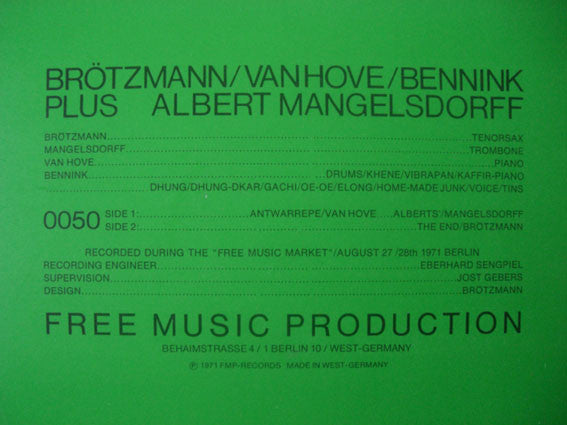 BRÖTZMANN/VAN HOVE/BENNINK
PLUS ALBERT MANGELSDORFF
BRÖTZMANN........TENORSAX
MANGELSDORFF........TROMBONE
VAN HOVE........PIANO
BENNINK........DRUMS/KHENE/VIBRAPAN/KAFFIR-PIANO
........DHUNG/DHUNG-DKAR/GACHI/OE-OE/ELONG/HOME-MADE JUNK/VOICE/TINS
0050 SIDE 1:........ANTWARREPE/VAN HOVE ....ALBERTS'/MANGELSDORFF
SIDE 2:........THE END/BRÖTZMANN
RECORDED DURING THE "FREE MUSIC MARKET"/AUGUST 27 /28th 1971 BERLIN
RECORDING ENGINEER........EBERHARD SENGPIEL
SUPERVISION........JOST GEBERS
DESIGN........BRÖTZMANN
FREE MUSIC PRODUCTION
BEHAIMSTRASSE 4 / 1 BERLIN 10 / WEST-GERMANY
℗ 1971 FMP-RECORDS MADE IN WEST-GERMANY